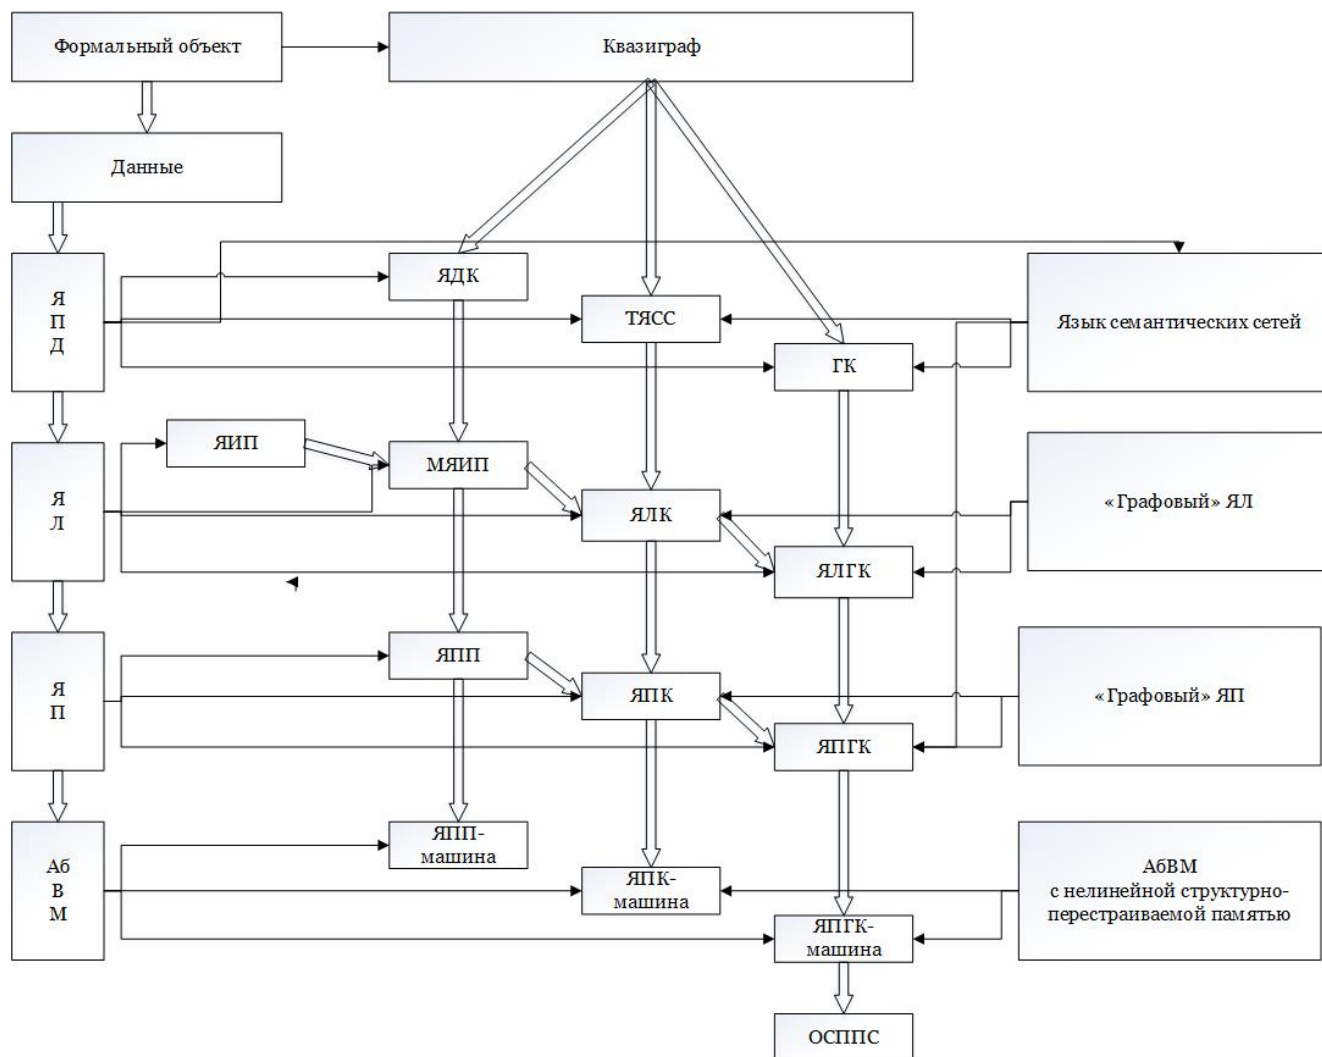 Формальный объект
Квазиграф
Данные
Я
П
Д
ЯДК
ТЯСС
ГК
Язык семантических сетей
Я
Л
ЯИП
МЯИП
ЯЛК
ЯЛГК
«Графовый» ЯЛ
Я
П
ЯПП
ЯПК
ЯПГК
«Графовый» ЯП
Аб
В
М
ЯПП-
машина
ЯПК-
машина
ЯПГК-
машина
АбВМ
с нелинейной структурно-
перестраиваемой памятью
ОСППС